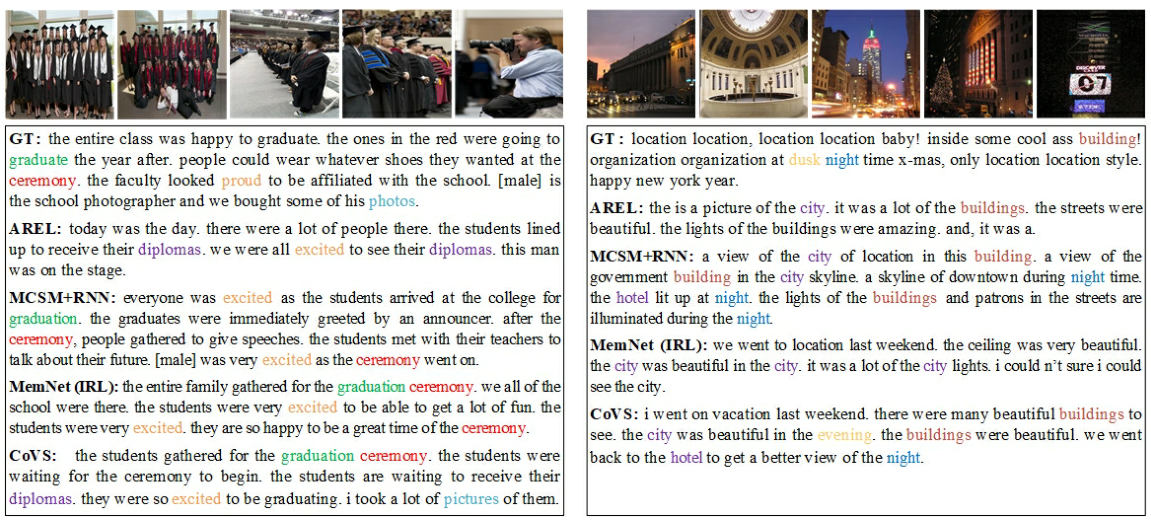 DISCOVER
07
GT: the entire class was happy to graduate. the ones in the red were going to
graduate the year after. people could wear whatever shoes they wanted at the
ceremony. the faculty looked proud to be affiliated with the school. [male] is
the school photographer and we bought some of his photos.
AREL: today was the day. there were a lot of people there. the students lined
up to receive their diplomas. we were all excited to see their diplomas. this man
was on the stage.
MCSM+RNN: everyone was excited as the students arrived at the college for
graduation. the graduates were immediately greeted by an announcer. after the
ceremony, people gathered to give speeches. the students met with their teachers to
talk about their future. [male] was very excited as the ceremony went on.
MemNet (IRL): the entire family gathered for the graduation ceremony. we all of the
school were there. the students were very excited to be able to get a lot of fun. the
students were very excited. they are so happy to be a great time of the ceremony.
CoVS: the students gathered for the graduation ceremony. the students were
waiting for the ceremony to begin. the students are waiting to receive their
diplomas. they were so excited to be graduating. i took a lot of pictures of them.
GT: location location, location location baby! inside some cool ass building!
organization organization at dusk night time x-mas, only location location style.
happy new york year.
AREL: the is a picture of the city. it was a lot of the buildings. the streets were
beautiful. the lights of the buildings were amazing. and, it was a.
MCSM+RNN: a view of the city of location in this building. a view of the
government building in the city skyline. a skyline of downtown during night time.
the hotel lit up at night. the lights of the buildings and patrons in the streets are
illuminated during the night.
MemNet (IRL): we went to location last weekend. the ceiling was very beautiful.
the city was beautiful in the city. it was a lot of the city lights. i could n't sure i could
see the city.
CoVS: i went on vacation last weekend. there were many beautiful buildings to
see. the city was beautiful in the evening. the buildings were beautiful. we went
back to the hotel to get a better view of the night.